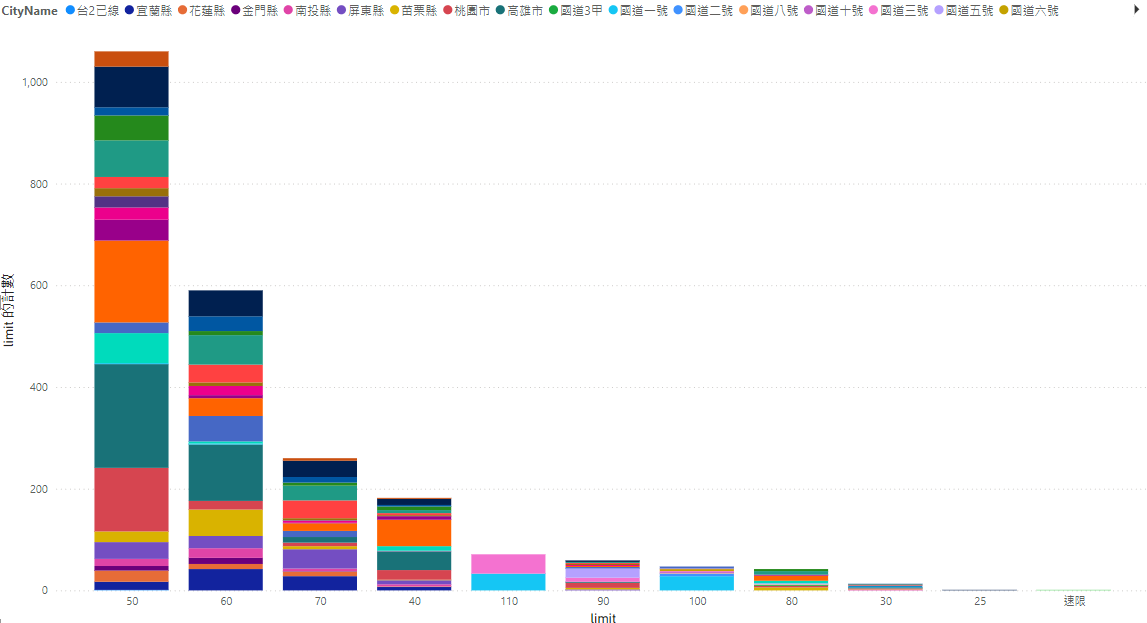 CityName 台2己線 宜蘭縣 花蓮縣 金門縣 南投縣 屏東縣 苗栗縣 桃園市 高雄市 國道3甲 國道一號 國道二號 國道八號 國道十號 國道三號 國道五號 國道六號
1,000
800
600
400
200
0
limit 的計數
50 60 70 40 110 90 100 80 30 25 速限
limit